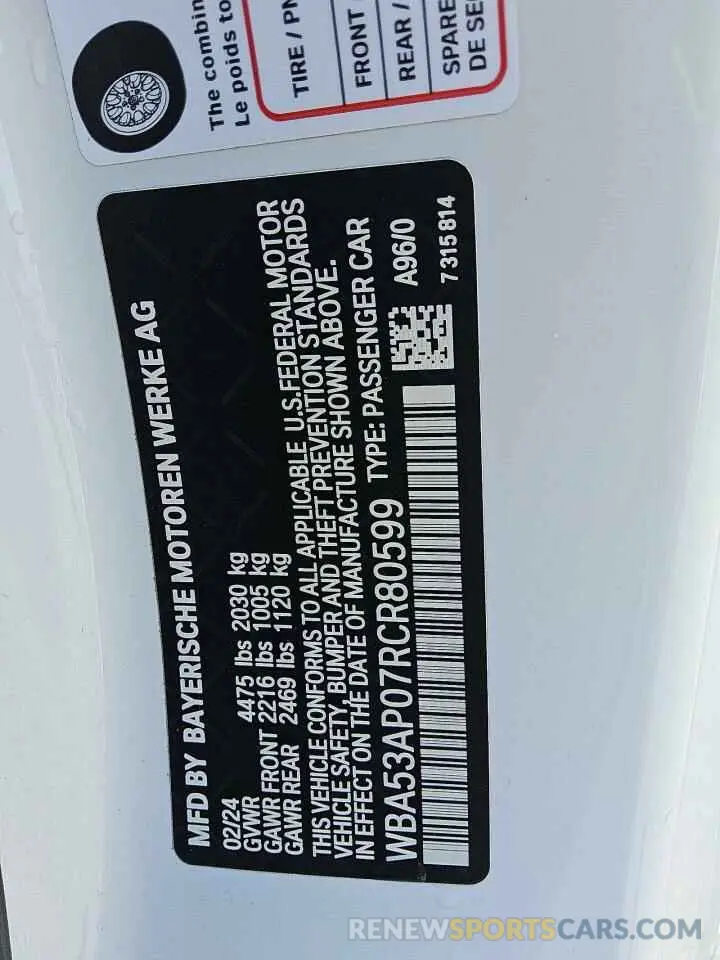 The combin
Le poids to
TIRE / PN
FRONT
REAR /
SPARE
DE SE
MFD BY BAYERISCHE MOTOREN WERKE AG
02/24
GVWR 4475 lbs 2030 kg
GAWR FRONT 2216 lbs 1005 kg
GAWR REAR 2469 lbs 1120 kg
THIS VEHICLE CONFORMS TO ALL APPLICABLE U.S.FEDERAL MOTOR
VEHICLE SAFETY, BUMPER AND THEFT PREVENTION STANDARDS
IN EFFECT ON THE DATE OF MANUFACTURE SHOWN ABOVE.
WBA53AP07RCR80599 TYPE: PASSENGER CAR
A96/0
7315814
RENEWSPORTSCARS.COM